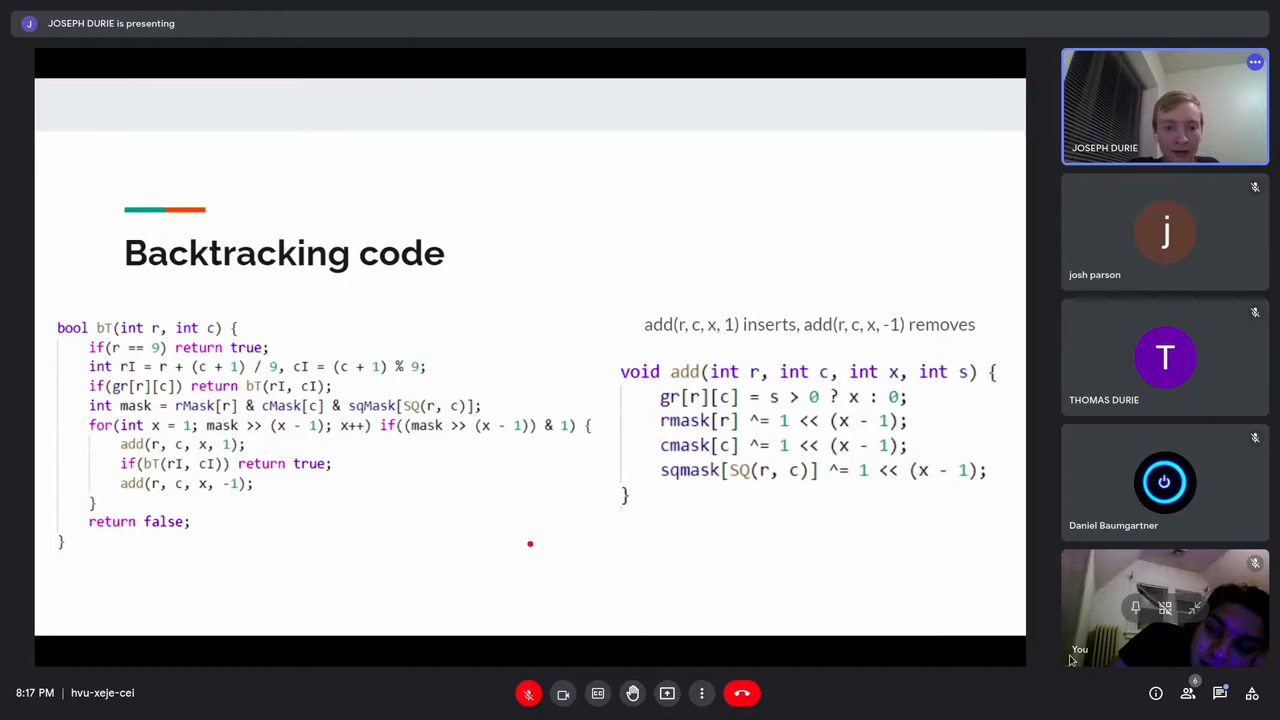 J JOSEPH DURIE is presenting
Backtracking code
bool bT(int r, int c) {
if(r == 9) return true;
int rI = r + (c + 1) / 9, cI = (c + 1) % 9;
if(gr[r][c]) return bT(rI, cI);
int mask = rMask[r] & cMask[c] & sqMask[SQ(r, c)];
for(int x = 1; mask >> (x - 1); x++) if((mask >> (x - 1)) & 1) {
add(r, c, x, 1);
if(bT(rI, cI)) return true;
add(r, c, x, -1);
}
return false;
}
add(r, c, x, 1) inserts, add(r, c, x, -1) removes
void add(int r, int c, int x, int s) {
gr[r][c] = s > 0 ? x : 0;
rmask[r] ^= 1 << (x - 1);
cmask[c] ^= 1 << (x - 1);
sqmask[SQ(r, c)] ^= 1 << (x - 1);
}
JOSEPH DURIE
j
josh parson
T
THOMAS DURIE
Daniel Baumgartner
You
8:17 PM | hvu-xeje-cei
6